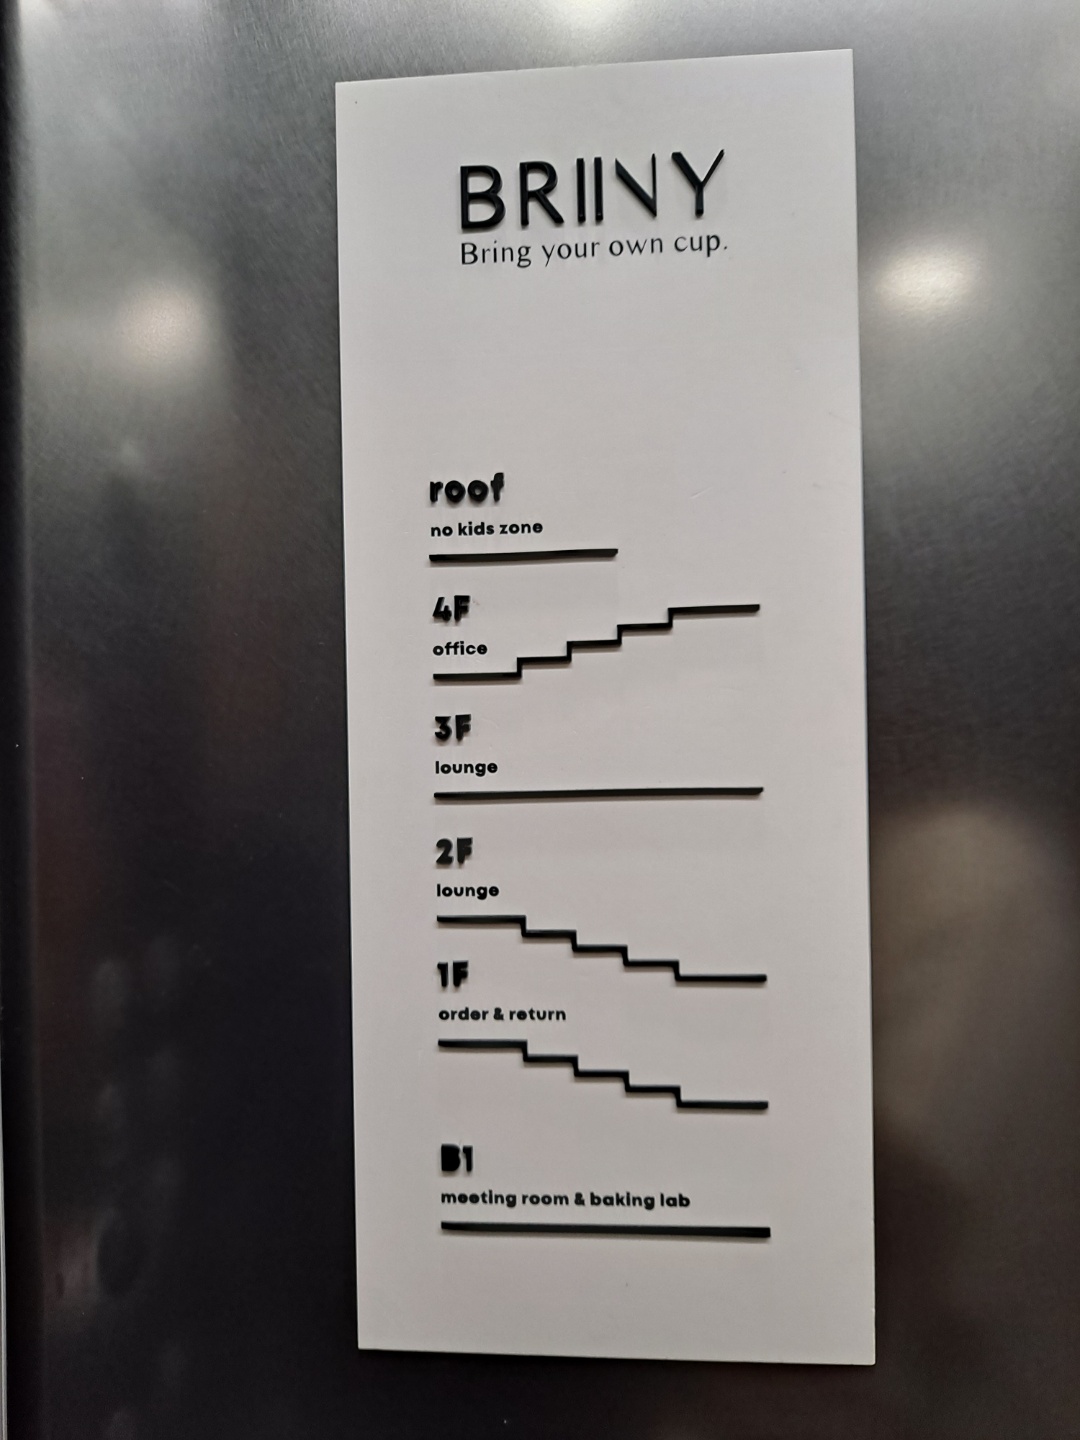 BRIINY
Bring your own cup.
roof
no kids zone
4F
office
3F
lounge
2F
lounge
1F
order & return
B1
meeting room & baking lab